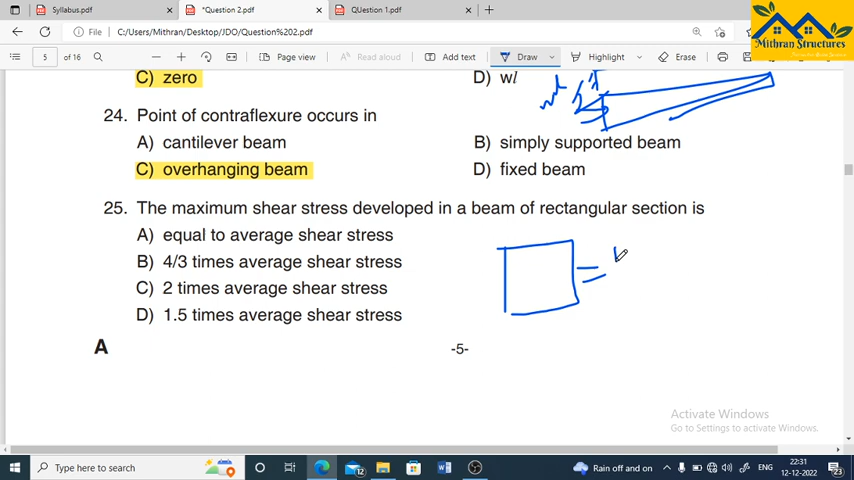 Syllabus.pdf
*Question 2.pdf
QUestion 1.pdf
File C:/Users/Mithran/Desktop/JDO/Question%202.pdf
5 of 16 Page view Read aloud Add text Draw Highlight Erase
Mithran Structures
C) zero D) wl
24. Point of contraflexure occurs in
A) cantilever beam B) simply supported beam
C) overhanging beam D) fixed beam
25. The maximum shear stress developed in a beam of rectangular section is
A) equal to average shear stress
B) 4/3 times average shear stress
C) 2 times average shear stress
D) 1.5 times average shear stress
A -5-
Activate Windows
Go to Settings to activate Windows.
Type here to search 12 Rain off and on ENG 22:31 12-12-2022 23